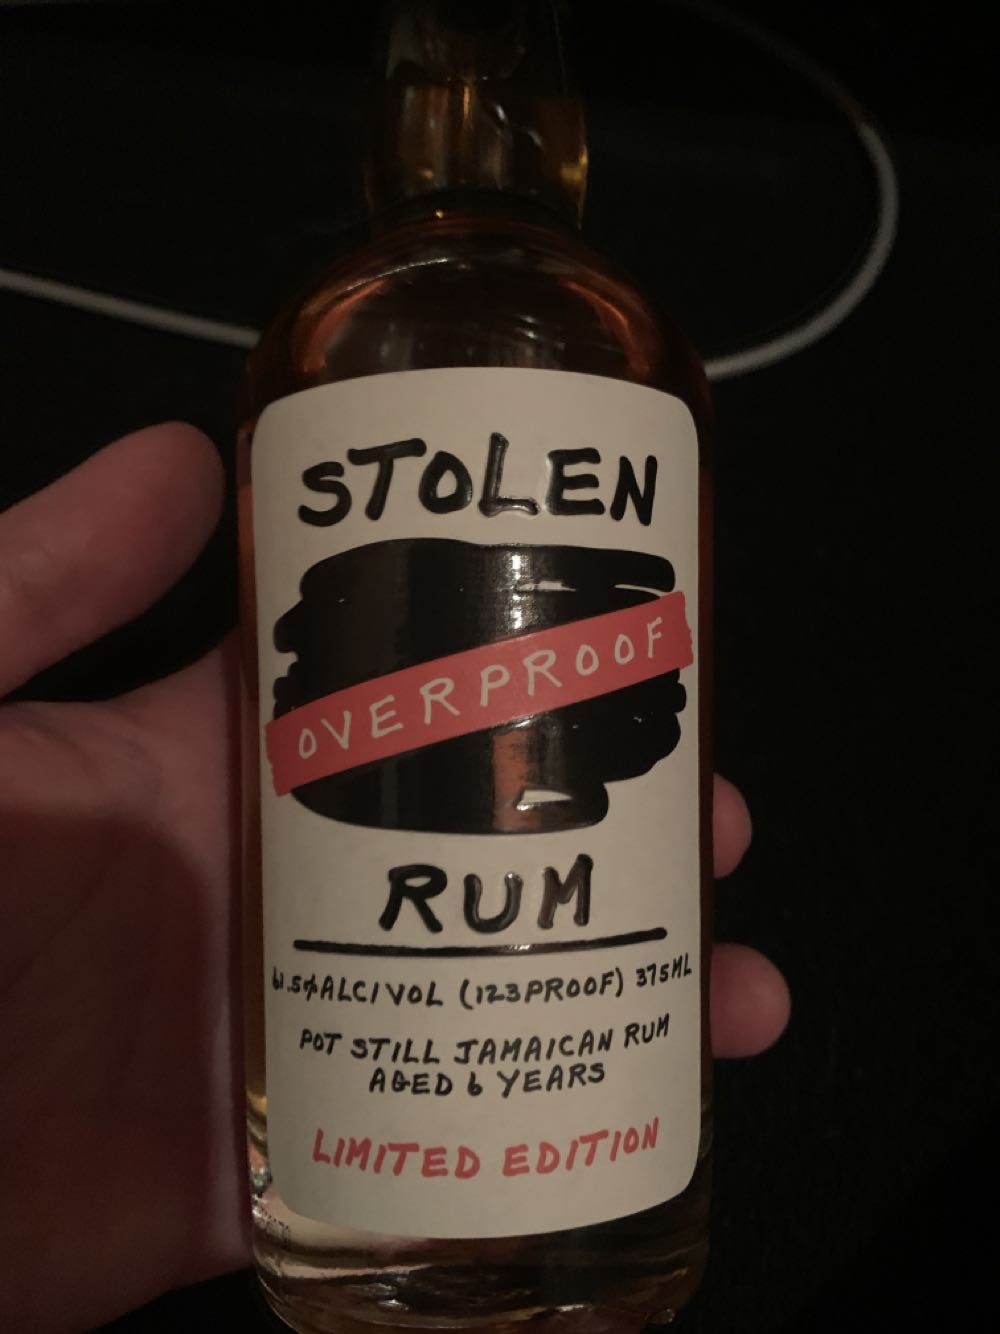 STOLEN
OVERPROOF
RUM
61.5%ALC/VOL (123PROOF) 375ML
POT STILL JAMAICAN RUM
AGED 6 YEARS
LIMITED EDITION